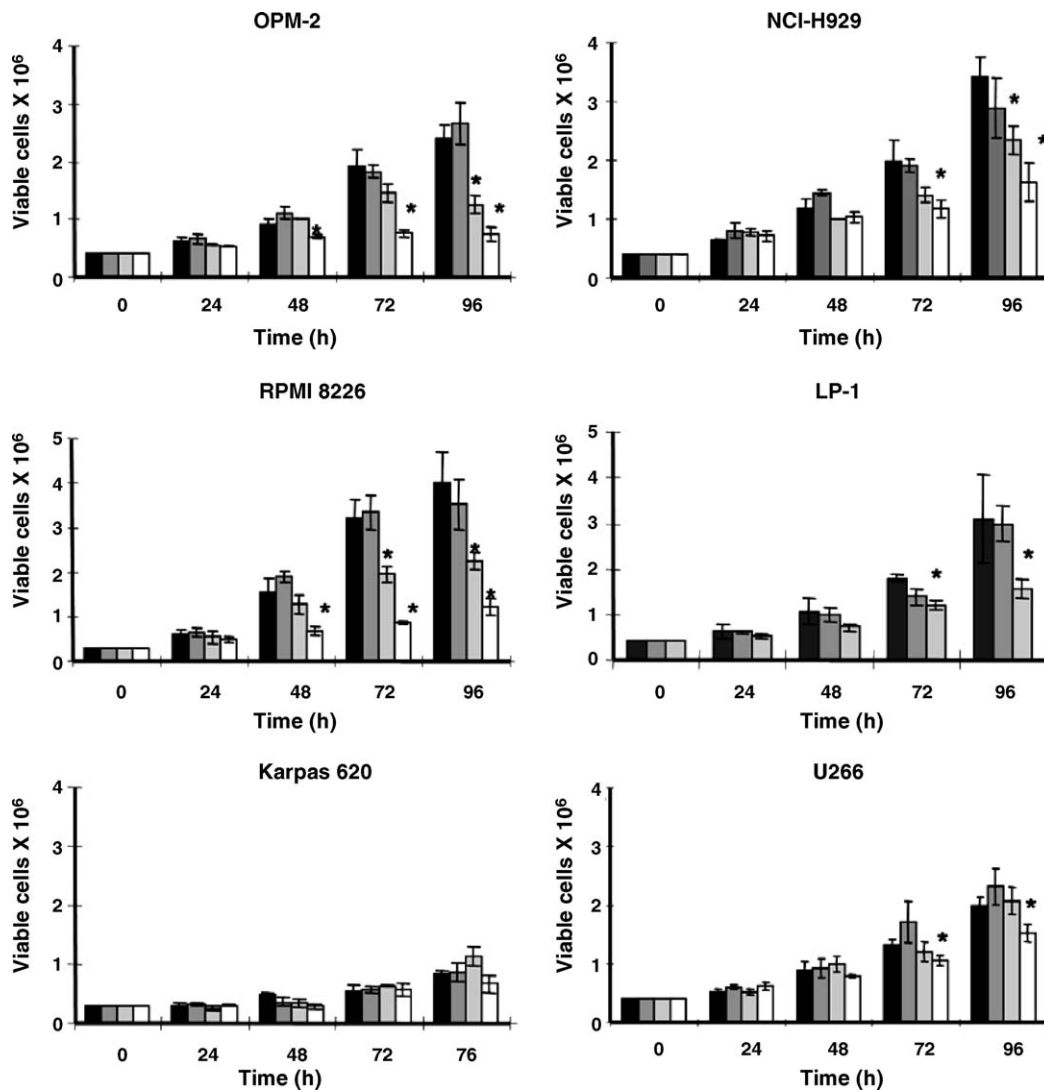 OPM-2
Viable cells X 10⁶
4
3
2
1
0
*
*
*
*
0 24 48 72 96
Time (h)
NCI-H929
Viable cells X 10⁶
4
3
2
1
0
*
*
*
0 24 48 72 96
Time (h)
RPMI 8226
Viable cells X 10⁶
5
4
3
2
1
0
*
*
*
*
*
0 24 48 72 96
Time (h)
LP-1
Viable cells X 10⁶
5
4
3
2
1
0
*
*
0 24 48 72 96
Time (h)
Karpas 620
Viable cells X 10⁶
4
3
2
1
0
0 24 48 72 76
Time (h)
U266
Viable cells X 10⁶
4
3
2
1
0
*
*
0 24 48 72 96
Time (h)